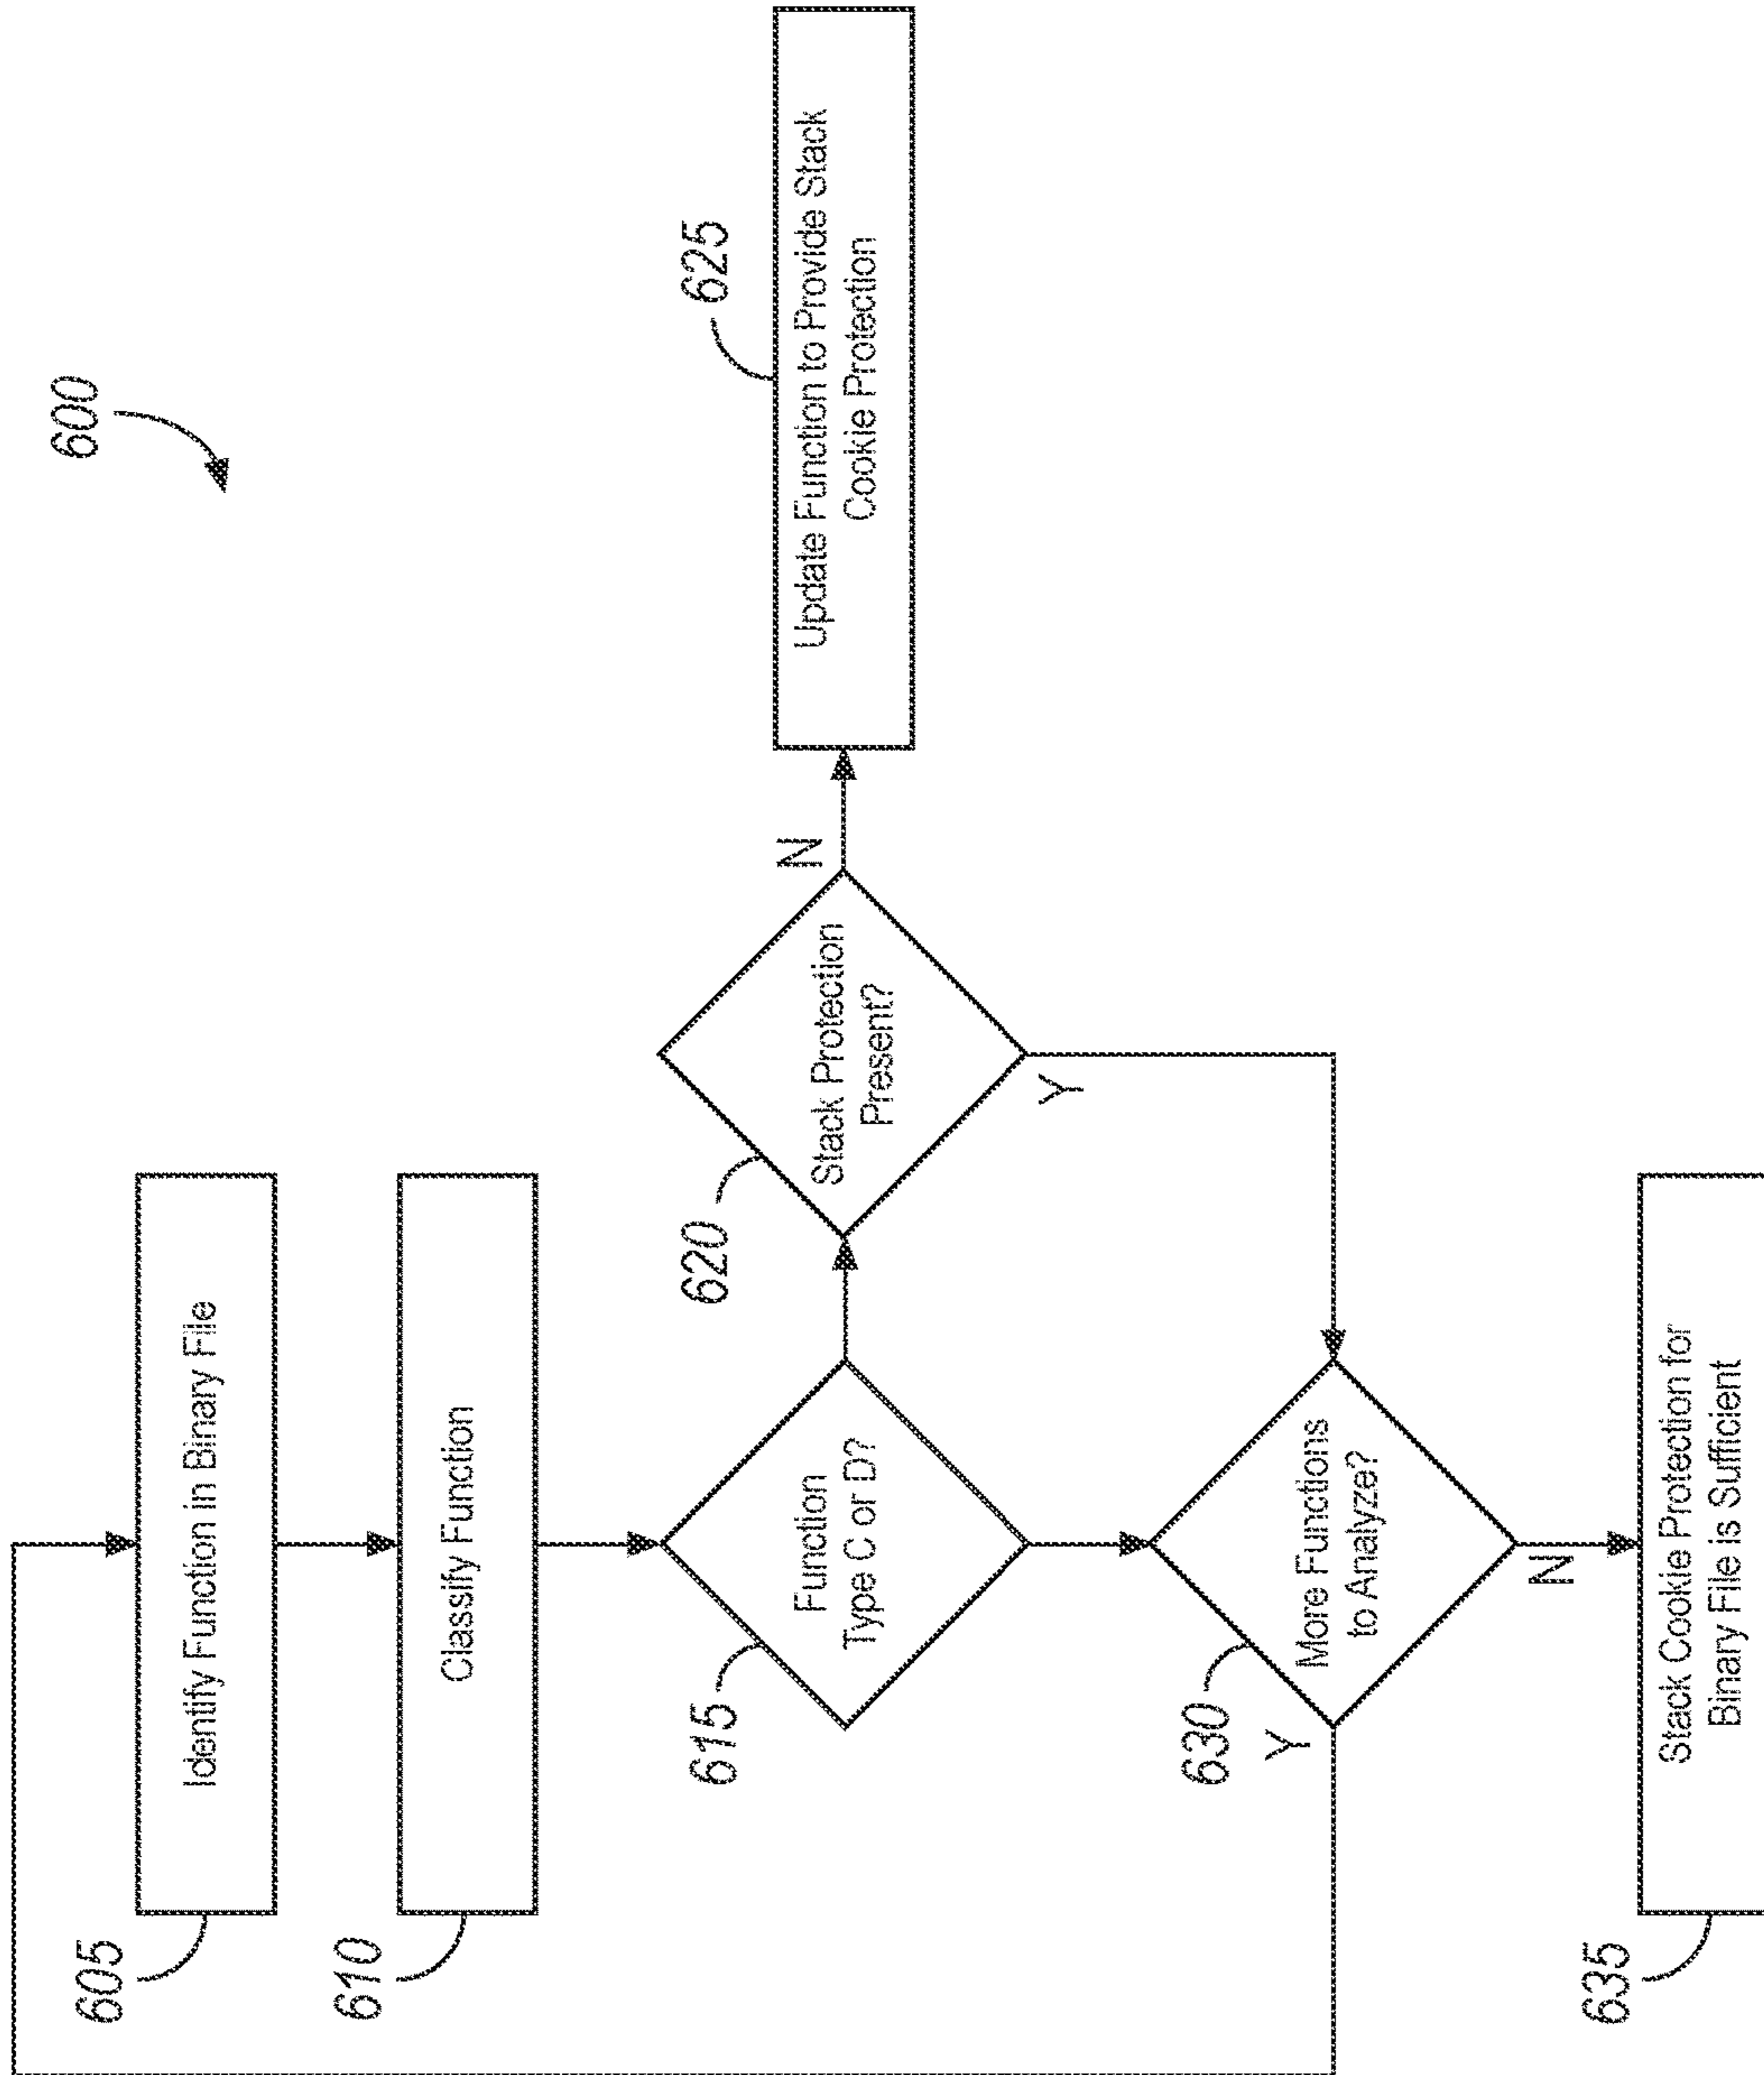 600
605
Identify Function in Binary File
610
Classify Function
615
Function
Type C or D?
620
Stack Protection
Present?
N
Y
625
Update Function to Provide Stack
Cookie Protection
630
More Functions
to Analyze?
Y
N
635
Stack Cookie Protection for
Binary File is Sufficient